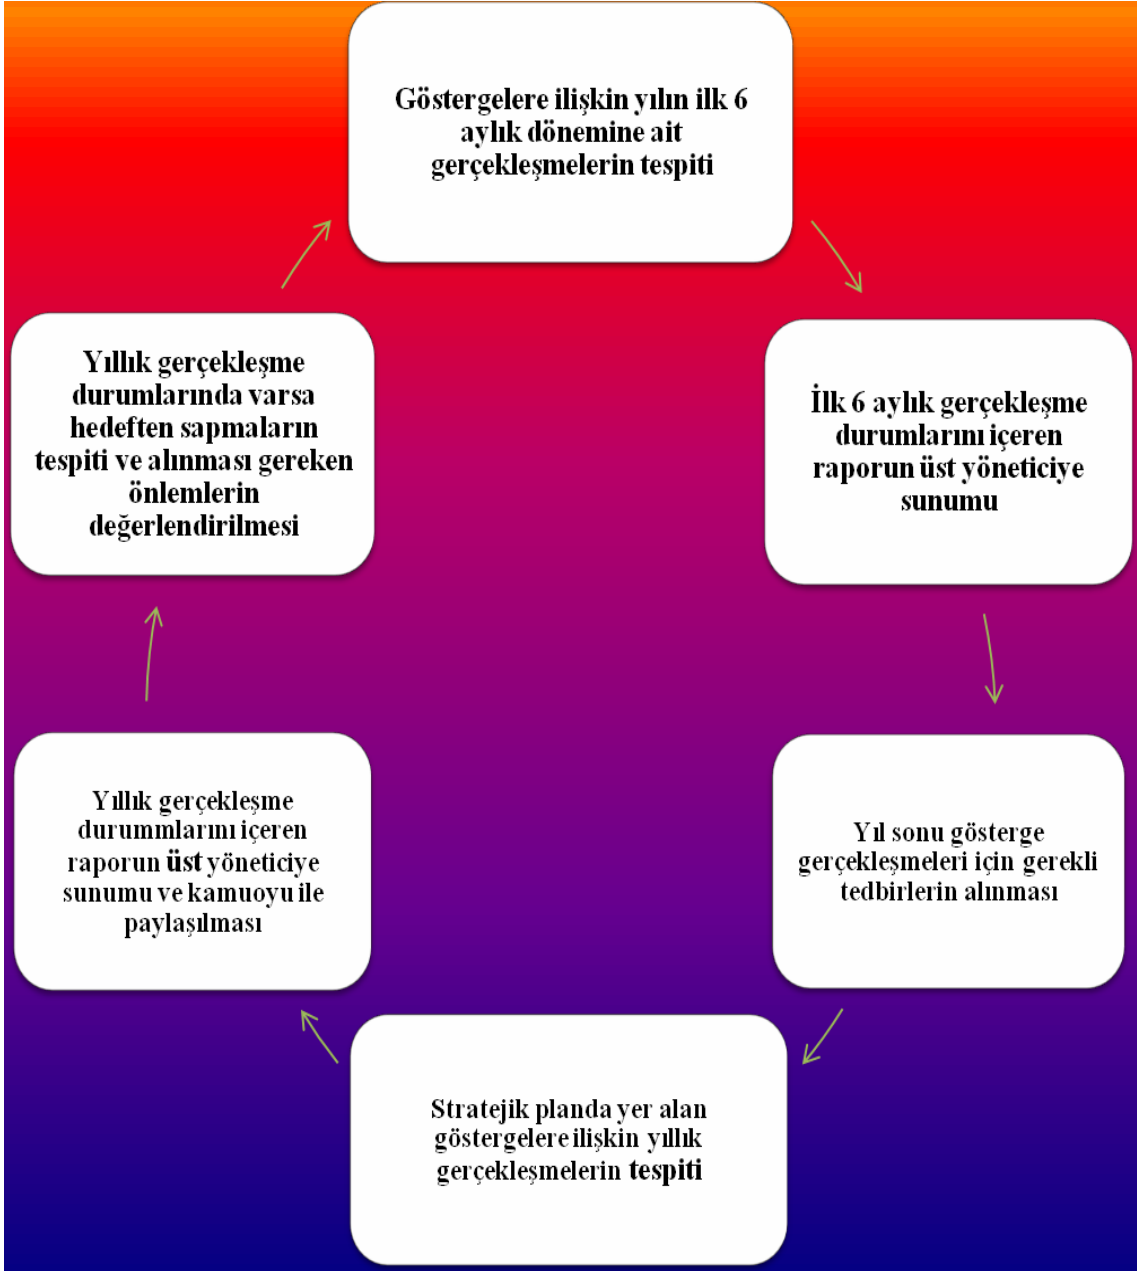 Göstergelere ilişkin yılın ilk 6
aylık dönemine ait
gerçekleşmelerin tespiti
İlk 6 aylık gerçekleşme
durumlarını içeren
raporun üst yöneticiye
sunumu
Yıl sonu gösterge
gerçekleşmeleri için gerekli
tedbirlerin alınması
Stratejik planda yer alan
göstergelere ilişkin yıllık
gerçekleşmelerin tespiti
Yıllık gerçekleşme
durummlarını içeren
raporun üst yöneticiye
sunumu ve kamuoyu ile
paylaşılması
Yıllık gerçekleşme
durumlarında varsa
hedeften sapmaların
tespiti ve alınması gereken
önlemlerin
değerlendirilmesi